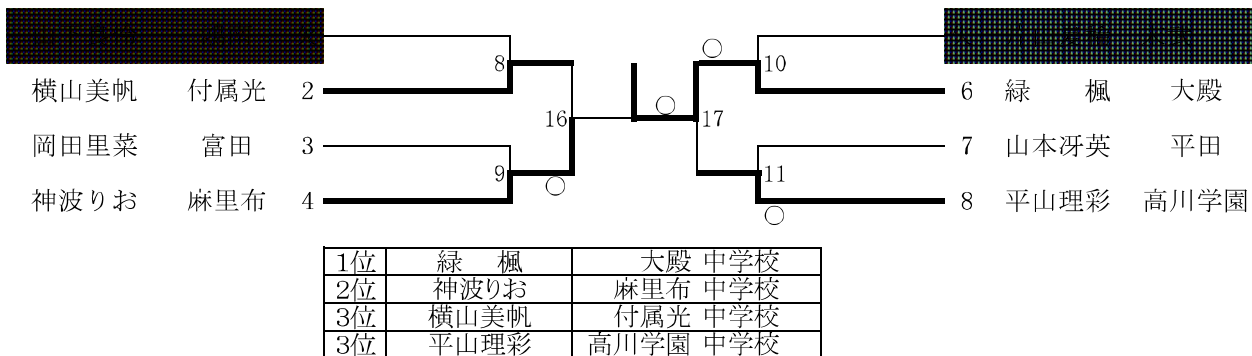 横山美帆 付属光 2
岡田里菜 富田 3
神波りお 麻里布 4
8
9
16
○
○
○
17
10
11
○
6 緑 楓 大殿
7 山本冴英 平田
8 平山理彩 高川学園
1位 緑 楓 大殿 中学校
2位 神波りお 麻里布 中学校
3位 横山美帆 付属光 中学校
3位 平山理彩 高川学園 中学校